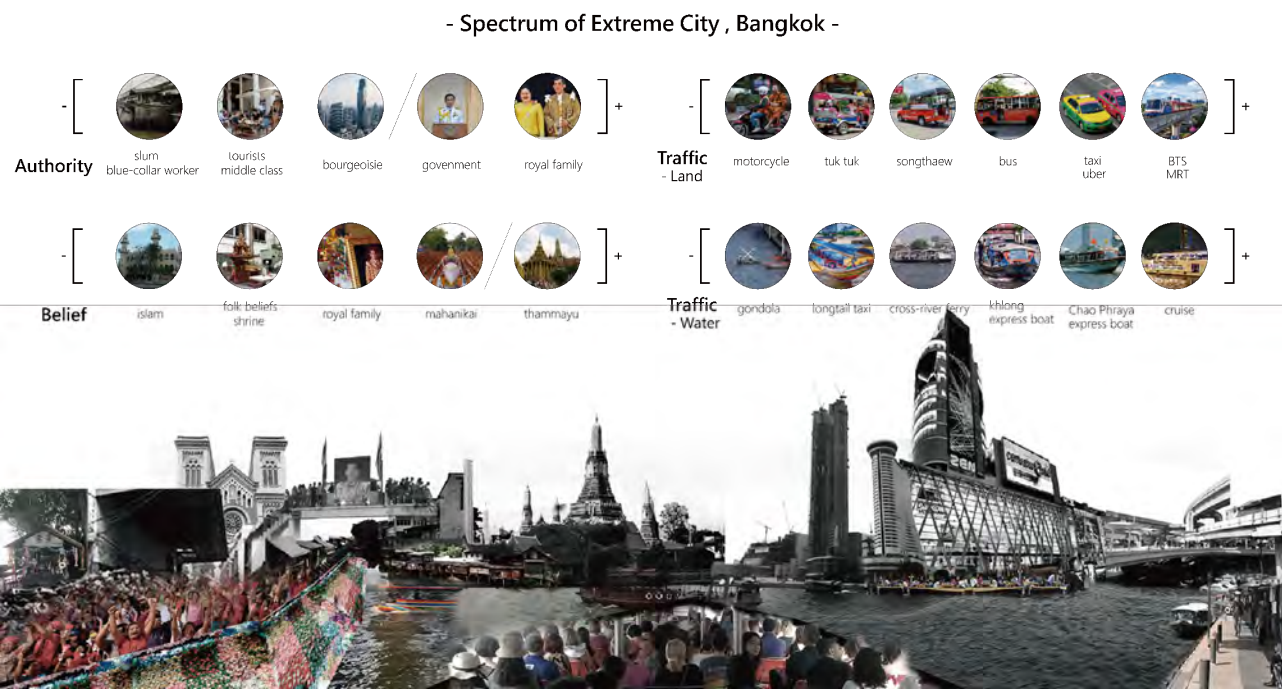 - Spectrum of Extreme City , Bangkok -
-
+
Authority
slum
blue-collar worker
tourists
middle class
bourgeoisie
govenment
royal family
-
+
Traffic
- Land
motorcycle
tuk tuk
songthaew
bus
taxi
uber
BTS
MRT
-
+
Belief
islam
folk beliefs
shrine
royal family
mahanikai
thammayu
-
+
Traffic
- Water
gondola
longtail taxi
cross-river ferry
khlong
express boat
Chao Phraya
express boat
cruise
ZEN